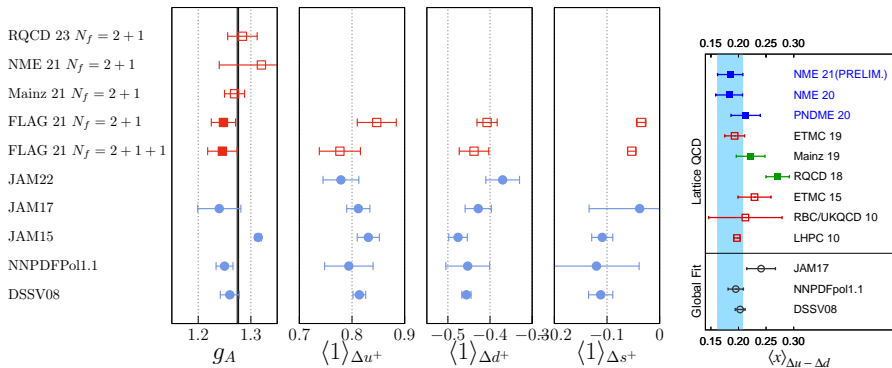 RQCD 23 N_f = 2 + 1
NME 21 N_f = 2 + 1
Mainz 21 N_f = 2 + 1
FLAG 21 N_f = 2 + 1
FLAG 21 N_f = 2 + 1 + 1
JAM22
JAM17
JAM15
NNPDFPol1.1
DSSV08
1.2 1.3
g_A
0.7 0.8 0.9
⟨1⟩_{Δu⁺}
−0.5 −0.4 −0.3
⟨1⟩_{Δd⁺}
−0.2 −0.1 0
⟨1⟩_{Δs⁺}
0.15 0.20 0.30
Lattice QCD
NME 21(PRELIM.)
NME 20
PNDME 20
ETMC 19
Mainz 19
RQCD 18
ETMC 15
RBC/UKQCD 10
LHPC 10
Global Fit
JAM17
NNPDFpol1.1
DSSV08
0.15 0.20 0.30
⟨x⟩_{Δu−Δd}